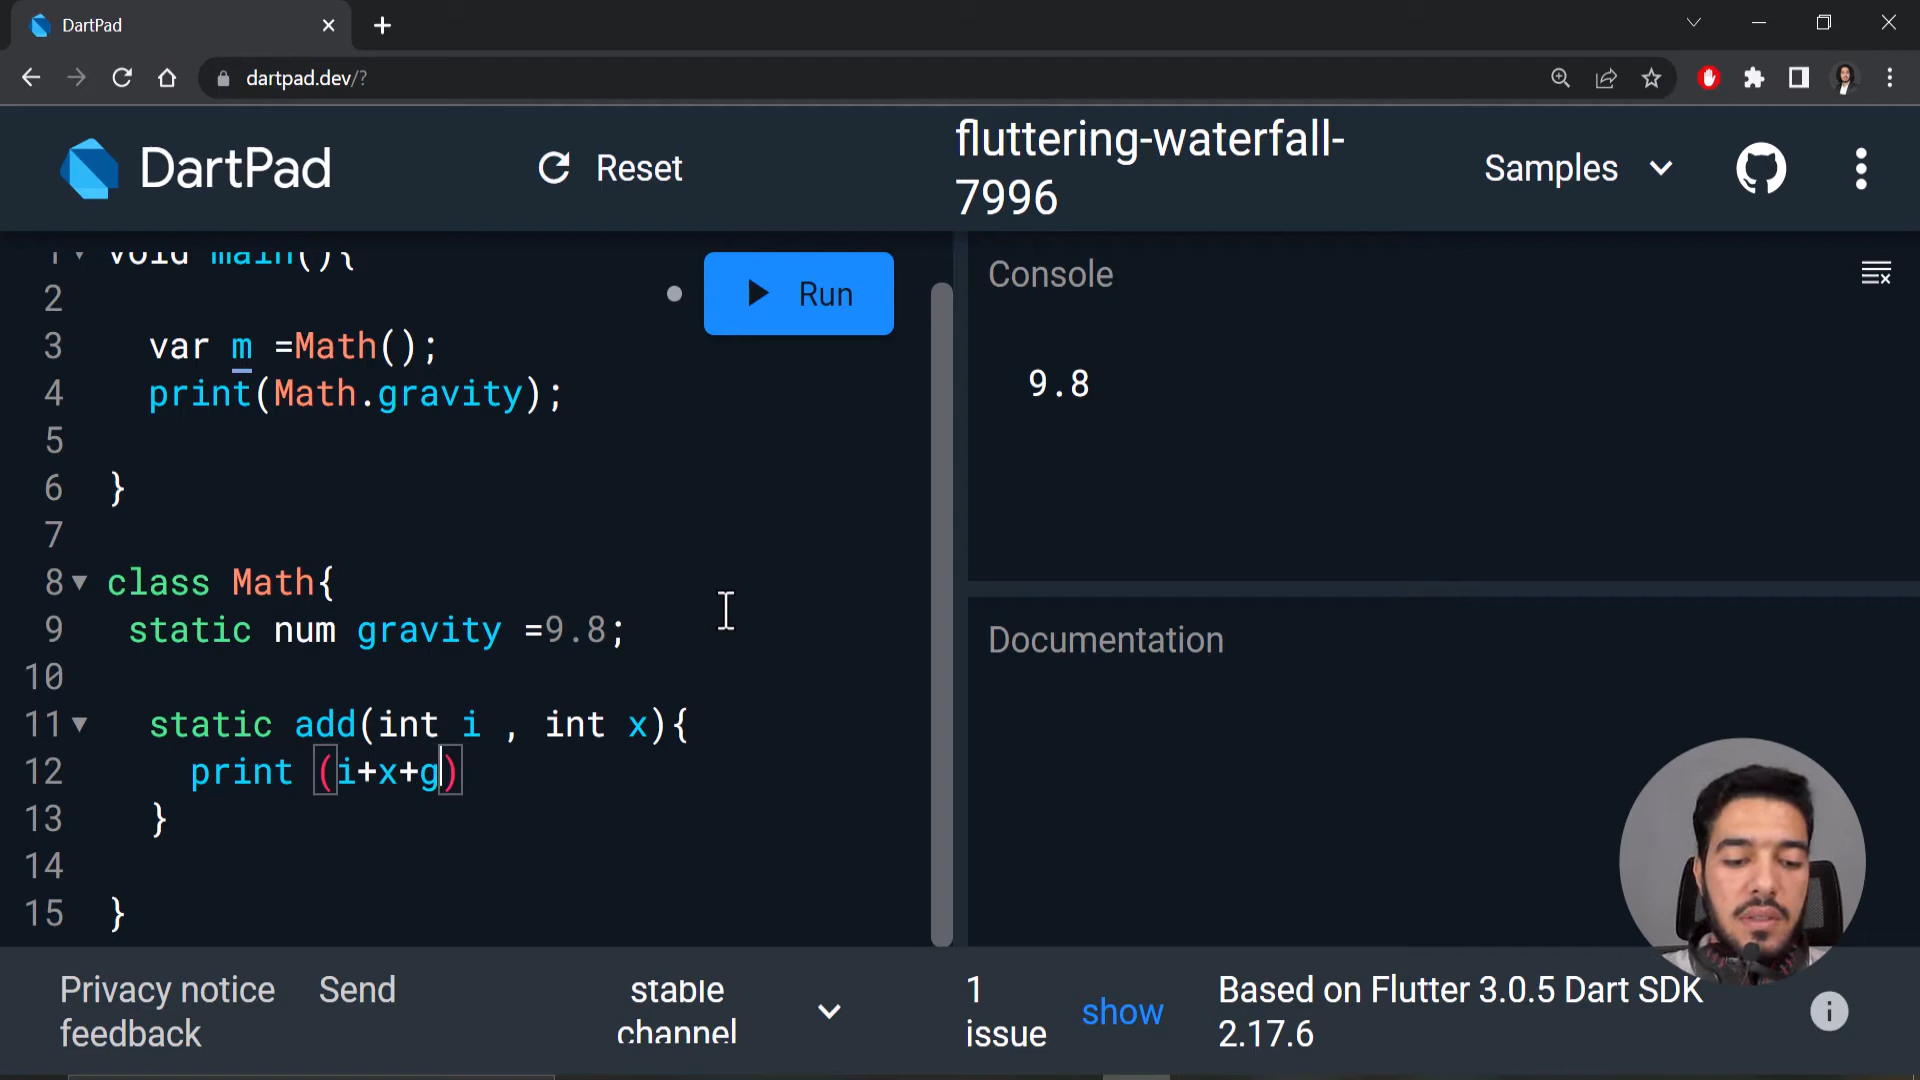 DartPad
dartpad.dev/?
DartPad
Reset
fluttering-waterfall-
7996
Samples
1 void main(){
2
3 var m =Math();
4 print(Math.gravity);
5
6 }
7
8 class Math{
9 static num gravity =9.8;
10
11 static add(int i , int x){
12 print (i+x+g)
13 }
14
15 }
Run
Console
9.8
Documentation
Privacy notice
Send
feedback
stable
channel
1
issue
show
Based on Flutter 3.0.5 Dart SDK
2.17.6